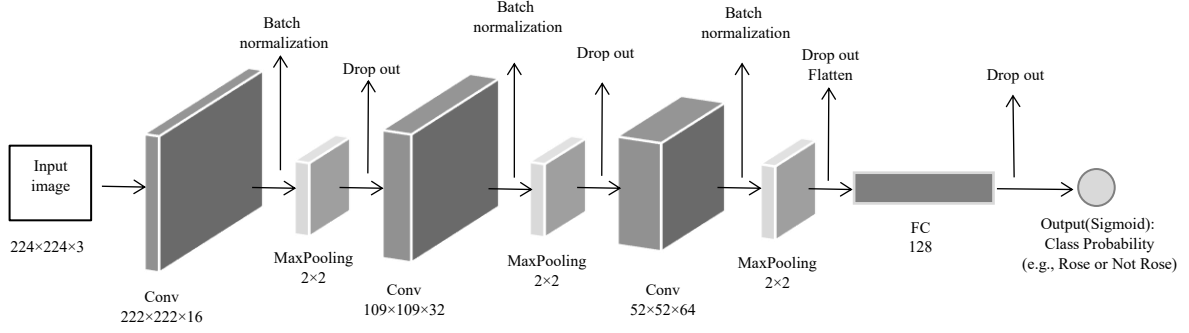 Batch
normalization
Drop out
Batch
normalization
Drop out
Batch
normalization
Drop out
Flatten
Drop out
Input
image
224×224×3
Conv
222×222×16
MaxPooling
2×2
Conv
109×109×32
MaxPooling
2×2
Conv
52×52×64
MaxPooling
2×2
FC
128
Output(Sigmoid):
Class Probability
(e.g., Rose or Not Rose)